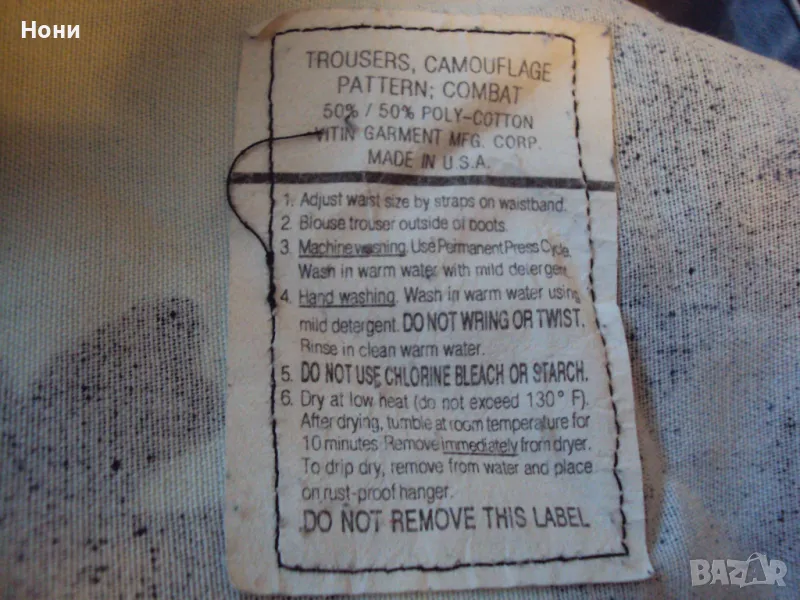 Нони
TROUSERS, CAMOUFLAGE
PATTERN; COMBAT
50% / 50% POLY-COTTON
VITIN GARMENT MFG. CORP.
MADE IN U.S.A.
1. Adjust waist size by straps on waistband.
2. Blouse trouser outside of boots.
3. Machine washing. Use Permanent Press Cycle.
Wash in warm water with mild detergen
4. Hand washing. Wash in warm water using
mild detergent. DO NOT WRING OR TWIST.
Rinse in clean warm water.
5. DO NOT USE CHLORINE BLEACH OR STARCH.
6. Dry at low heat (do not exceed 130° F).
After drying, tumble at room temperature for
10 minutes. Remove immediately from dryer.
To drip dry, remove from water and place
on rust-proof hanger.
DO NOT REMOVE THIS LABEL
BAZAR